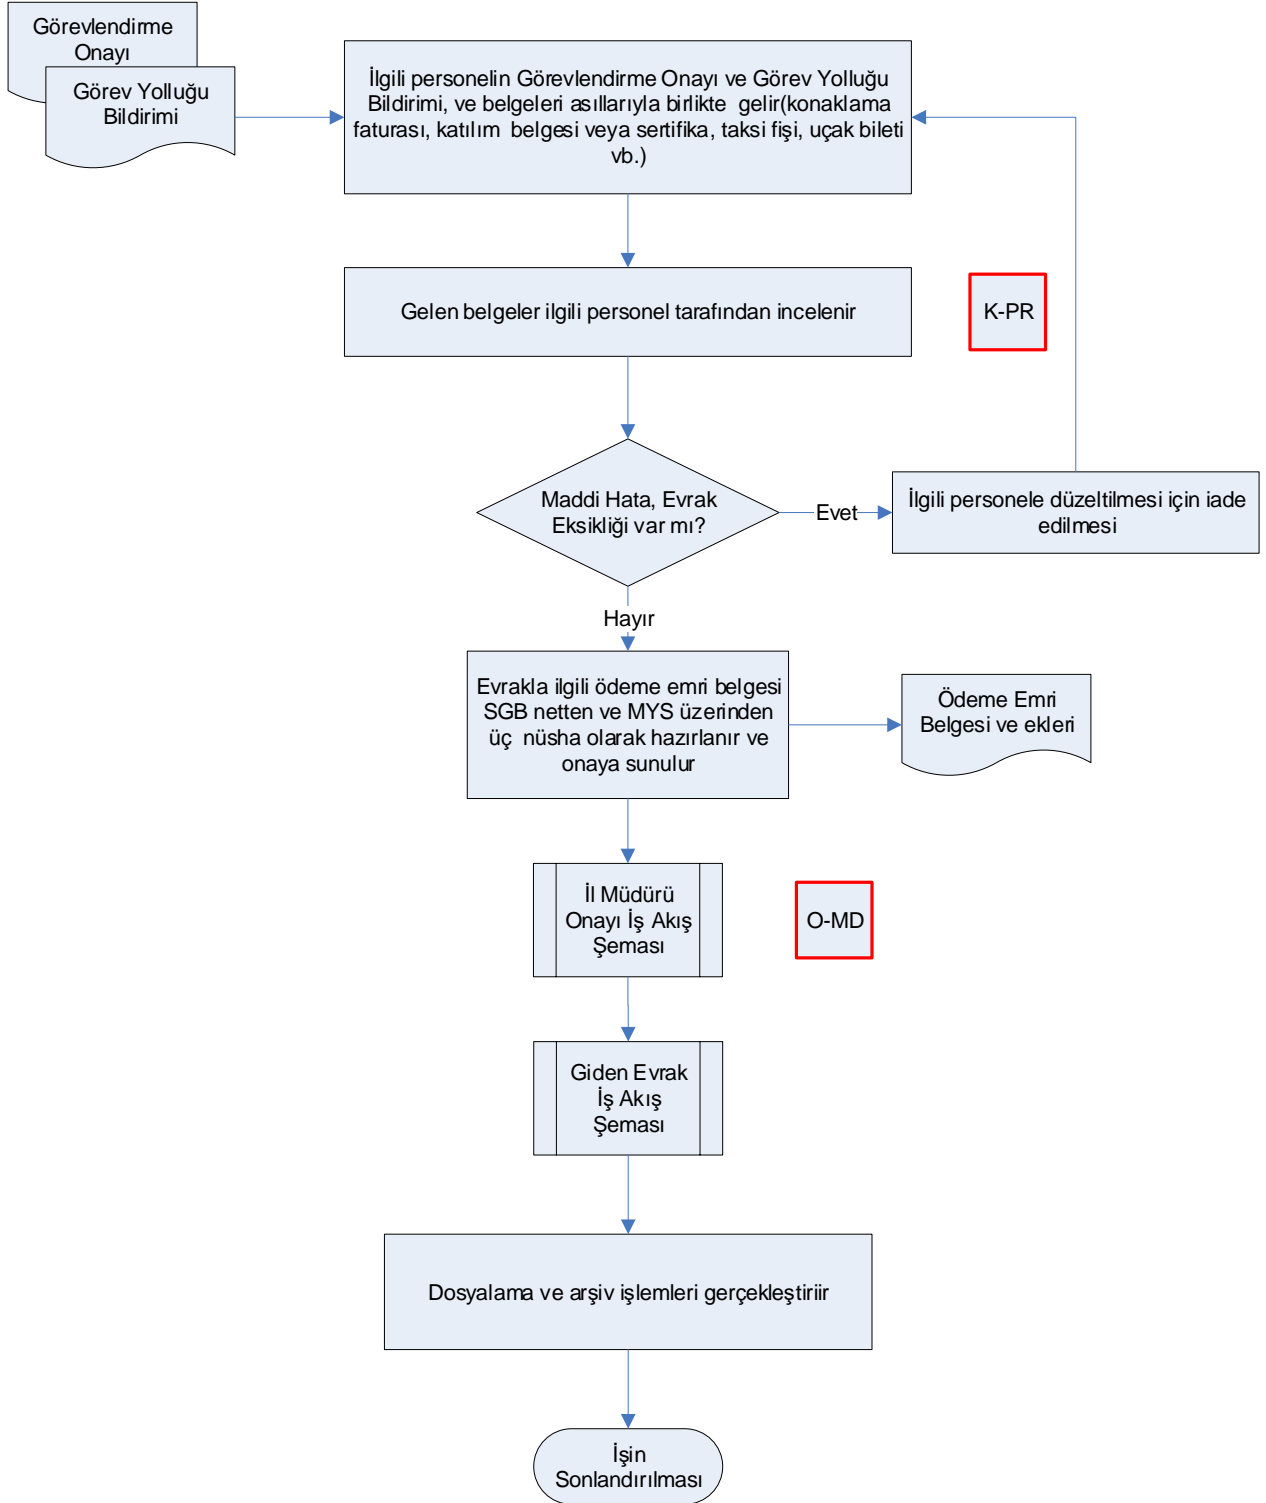 Görevlendirme
Onayı
Görev Yolluğu
Bildirimi
İlgili personelin Görevlendirme Onayı ve Görev Yolluğu
Bildirimi, ve belgeleri asıllarıyla birlikte gelir(konaklama
faturası, katılım belgesi veya sertifika, taksi fişi, uçak bileti
vb.)
Gelen belgeler ilgili personel tarafından incelenir
K-PR
Maddi Hata, Evrak
Eksikliği var mı?
Evet
İlgili personele düzeltilmesi için iade
edilmesi
Hayır
Evrakla ilgili ödeme emri belgesi
SGB netten ve MYS üzerinden
üç nüsha olarak hazırlanır ve
onaya sunulur
Ödeme Emri
Belgesi ve ekleri
İl Müdürü
Onayı İş Akış
Şeması
O-MD
Giden Evrak
İş Akış
Şeması
Dosyalama ve arşiv işlemleri gerçekleştiriir
İşin
Sonlandırılması